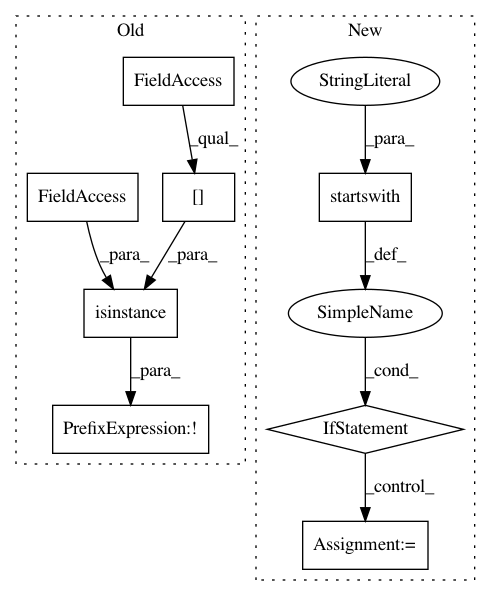 Old
New
FieldAccess
StringLiteral
_qual_
_para_
FieldAccess
[]
startswith
_para_
_para_
_def_
isinstance
SimpleName
_para_
_cond_
PrefixExpression:!
IfStatement
_control_
Assignment:=